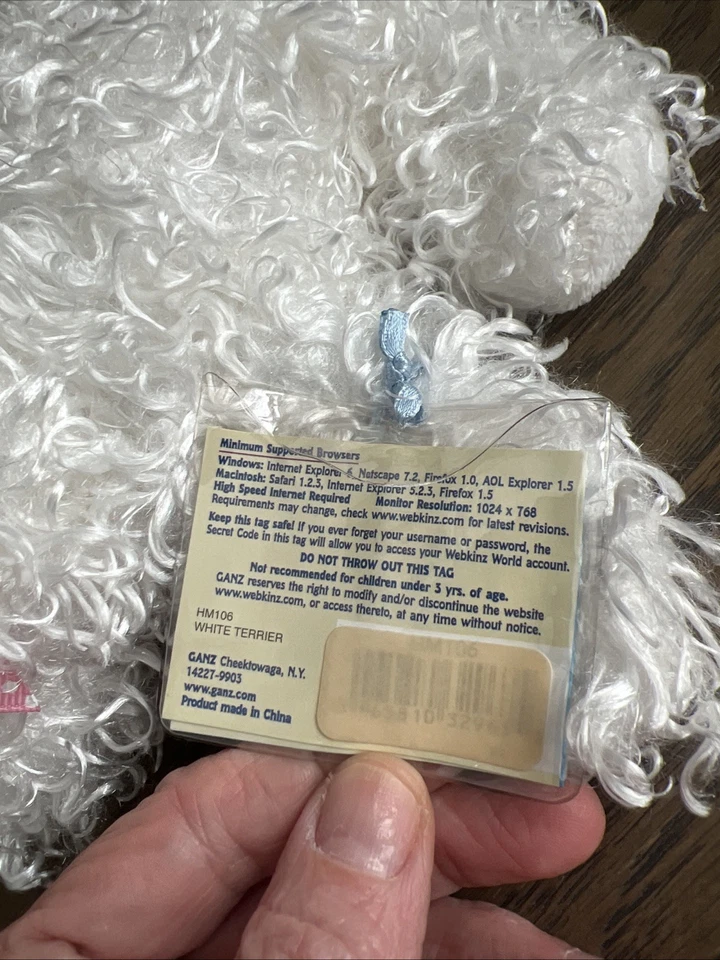 Minimum Supported Browsers
Windows: Internet Explorer 6, Netscape 7.2, Firefox 1.0, AOL Explorer 1.5
Macintosh: Safari 1.2.3, Internet Explorer 5.2.3, Firefox 1.5
High Speed Internet Required Monitor Resolution: 1024 x 768
Requirements may change, check www.webkinz.com for latest revisions.
Keep this tag safe! If you ever forget your username or password, the
Secret Code in this tag will allow you to access your Webkinz World account.
DO NOT THROW OUT THIS TAG
Not recommended for children under 3 yrs. of age.
GANZ reserves the right to modify and/or discontinue the website
www.webkinz.com, or access thereto, at any time without notice.
HM106
WHITE TERRIER
GANZ Cheektowaga, N.Y.
14227-9903
www.ganz.com
Product made in China
HM106